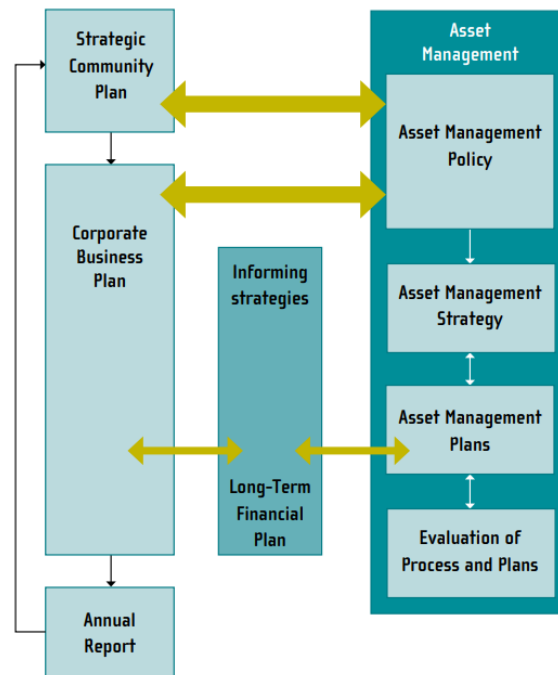 Strategic
Community
Plan
Corporate
Business
Plan
Annual
Report
Informing
strategies
Long-Term
Financial
Plan
Asset
Management
Asset Management
Policy
Asset Management
Strategy
Asset Management
Plans
Evaluation of
Process and Plans